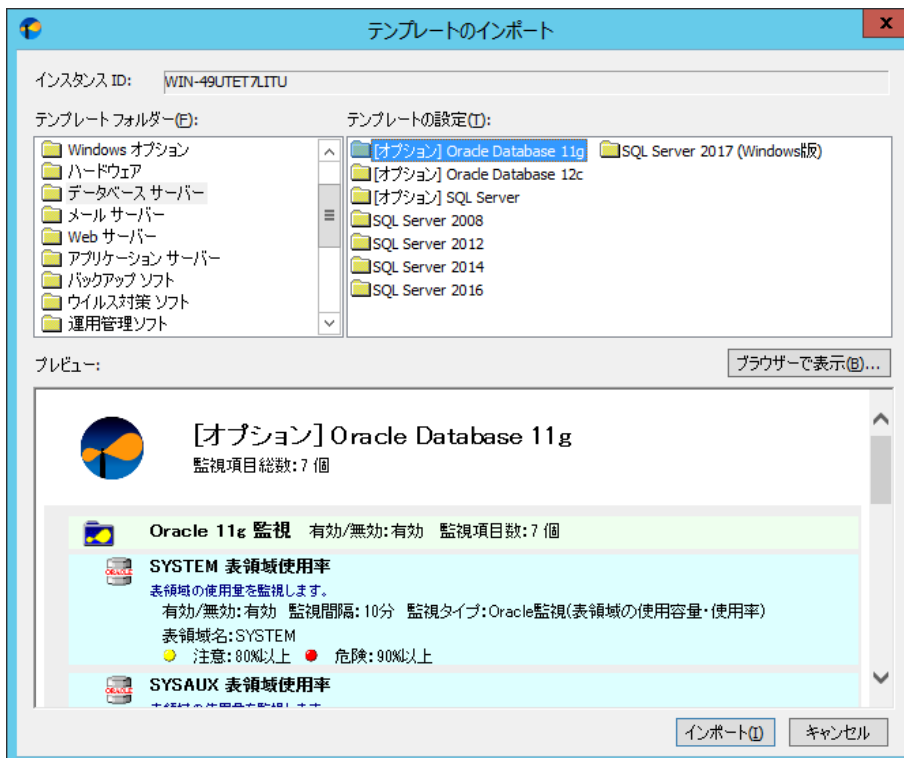 テンプレートのインポート
x
インスタンス ID: WIN-49UTET7LITU
テンプレート フォルダー(F):
Windows オプション
ハードウェア
データベース サーバー
メール サーバー
Web サーバー
アプリケーション サーバー
バックアップ ソフト
ウイルス対策 ソフト
運用管理ソフト
テンプレートの設定(T):
[オプション] Oracle Database 11g
[オプション] Oracle Database 12c
[オプション] SQL Server
SQL Server 2008
SQL Server 2012
SQL Server 2014
SQL Server 2016
SQL Server 2017 (Windows版)
プレビュー:
ブラウザーで表示(B)...
[オプション] Oracle Database 11g
監視項目総数:7 個
Oracle 11g 監視 有効/無効:有効 監視項目数:7 個
ORACLE
SYSTEM 表領域使用率
表領域の使用量を監視します。
有効/無効:有効 監視間隔:10分 監視タイプ:Oracle監視(表領域の使用容量・使用率)
表領域名:SYSTEM
注意:80%以上 危険:90%以上
ORACLE
SYSAUX 表領域使用率
インポート(I)
キャンセル